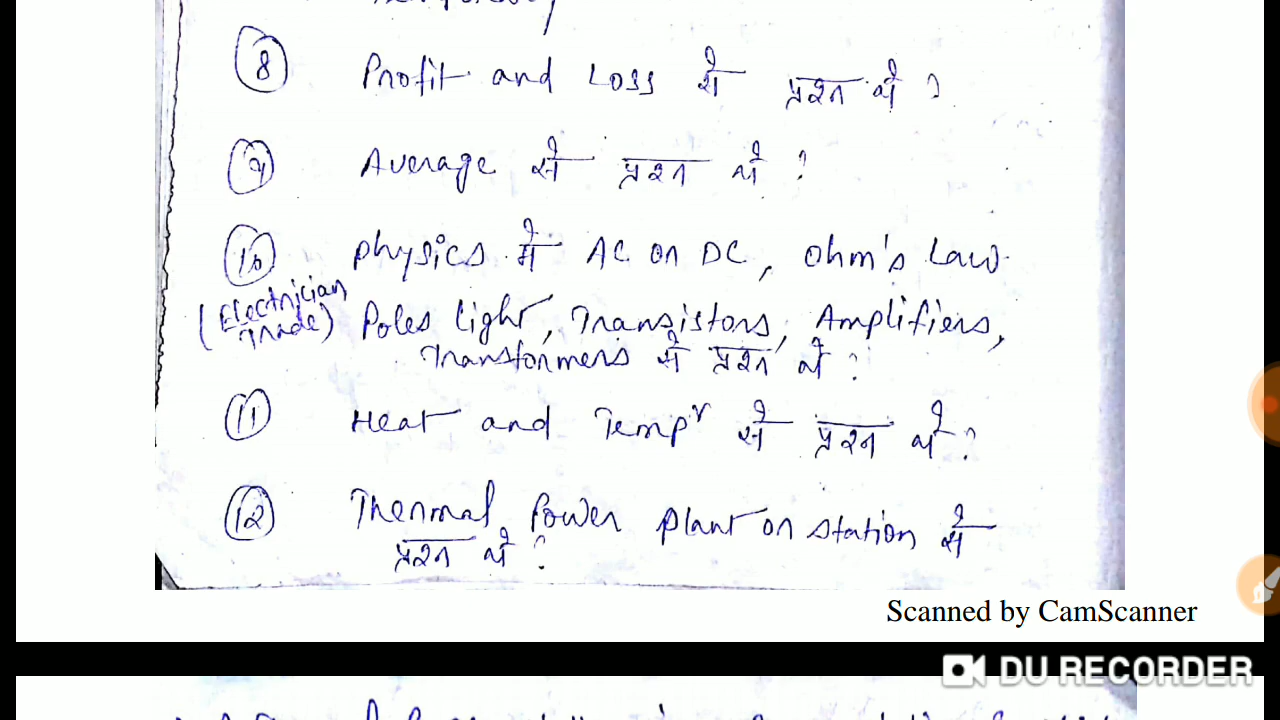 8 Profit and Loss से प्रश्न थे ?
9 Average से प्रश्न थे ?
10 Physics में AC or DC, Ohm's Law.
(Electrician Trade) Poles light, Transistors, Amplifiers,
Transformers से प्रश्न थे ?
11 Heat and Tempr से प्रश्न थे ?
12 Thermal Power plant or station से
प्रश्न थे ?
Scanned by CamScanner
DU RECORDER